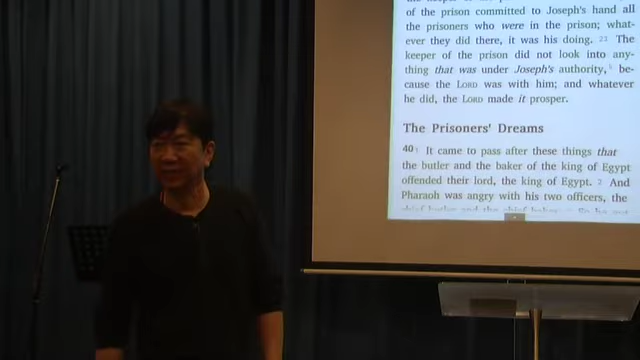 of the prison committed to Joseph's hand all
the prisoners who were in the prison; what-
ever they did there, it was his doing. 23 The
keeper of the prison did not look into any-
thing that was under Joseph's authority, be-
cause the LORD was with him; and whatever
he did, the LORD made it prosper.
The Prisoners' Dreams
40 It came to pass after these things that
the butler and the baker of the king of Egypt
offended their lord, the king of Egypt. 2 And
Pharaoh was angry with his two officers, the